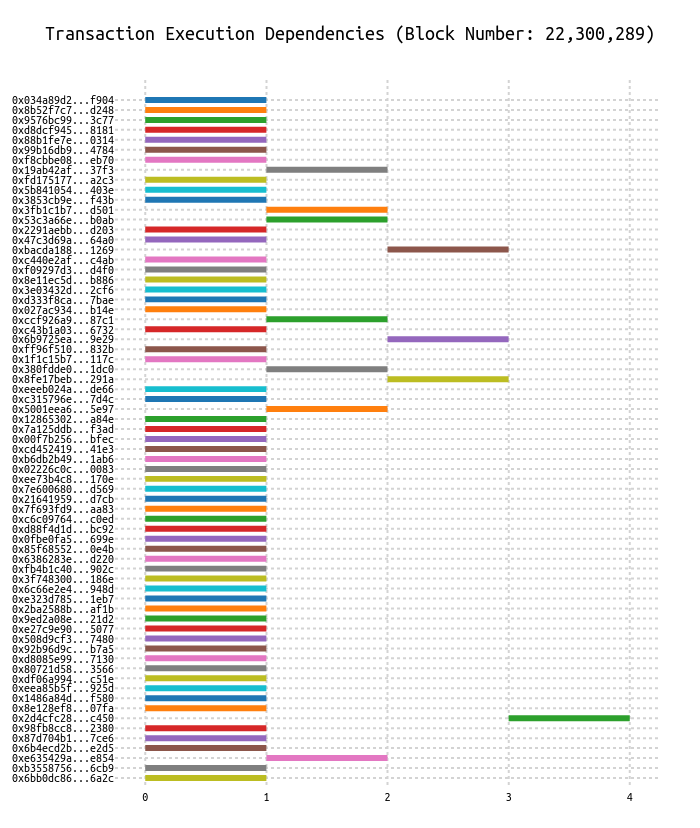 Transaction Execution Dependencies (Block Number: 22,300,289)
0x034a89d2...f904
0x8b52f7c7...d248
0x9576bc99...3c77
0xd8dcf945...8181
0x88b1fe7e...0314
0x99b16db9...4784
0xf8cbbe08...eb70
0x19ab42af...37f3
0xfd175177...a2c3
0x5b841054...403e
0x3853cb9e...f43b
0x3fb1c1b7...d501
0x53c3a66e...b0ab
0x2291aebb...d203
0x47c3d69a...64a0
0xbacda188...1269
0xc440e2af...c4ab
0xf09297d3...d4f0
0x8e11ec5d...b886
0x3e03432d...2cf6
0xd333f8ca...7bae
0x027ac934...b14e
0xccf926a9...87c1
0xc43b1a03...6732
0x6b9725ea...9e29
0xff96f510...832b
0x1f1c15b7...117c
0x380fdde0...1dc0
0x8fe17beb...291a
0xeeeb024a...de66
0xc315796e...7d4c
0x5001eea6...5e97
0x12865302...a84e
0x7a125ddb...f3ad
0x00f7b256...bfec
0xcd452419...41e3
0xb6db2b49...1ab6
0x02226c0c...0083
0xee73b4c8...170e
0x7e600680...d569
0x21641959...d7cb
0x7f693fd9...aa83
0xc6c09764...c0ed
0xd88f4d1d...bc92
0x0fbe0fa5...699e
0x85f68552...0e4b
0x6386283e...d220
0xfb4b1c40...902c
0x3f748300...186e
0x6c66e2e4...948d
0xe323d785...1eb7
0x2ba2588b...af1b
0x9ed2a08e...21d2
0xe27c9e90...5077
0x508d9cf3...7480
0x92b96d9c...b7a5
0xd8085e99...7130
0x80721d58...3566
0xdf06a994...c51e
0xeea85b5f...925d
0x1486a84d...f580
0x8e128ef8...07fa
0x2d4cfc28...c450
0x98fb8cc8...2380
0x87d704b1...7ce6
0x6b4ecd2b...e2d5
0xe635429a...e854
0xb3558756...6cb9
0x6bb0dc86...6a2c
0 1 2 3 4